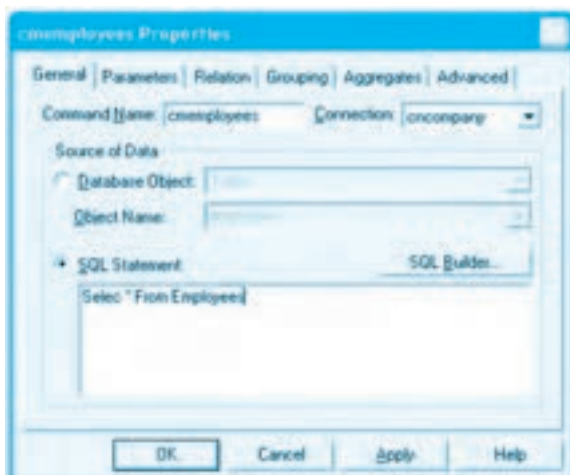 cmemployees Properties
General Parameters Relation Grouping Aggregates Advanced
Command Name: cmemployees Connection: cncompany
Source of Data
Database Object:
Object Name:
SQL Statement:
SQL Builder...
Selec * From Employees
OK Cancel Apply Help